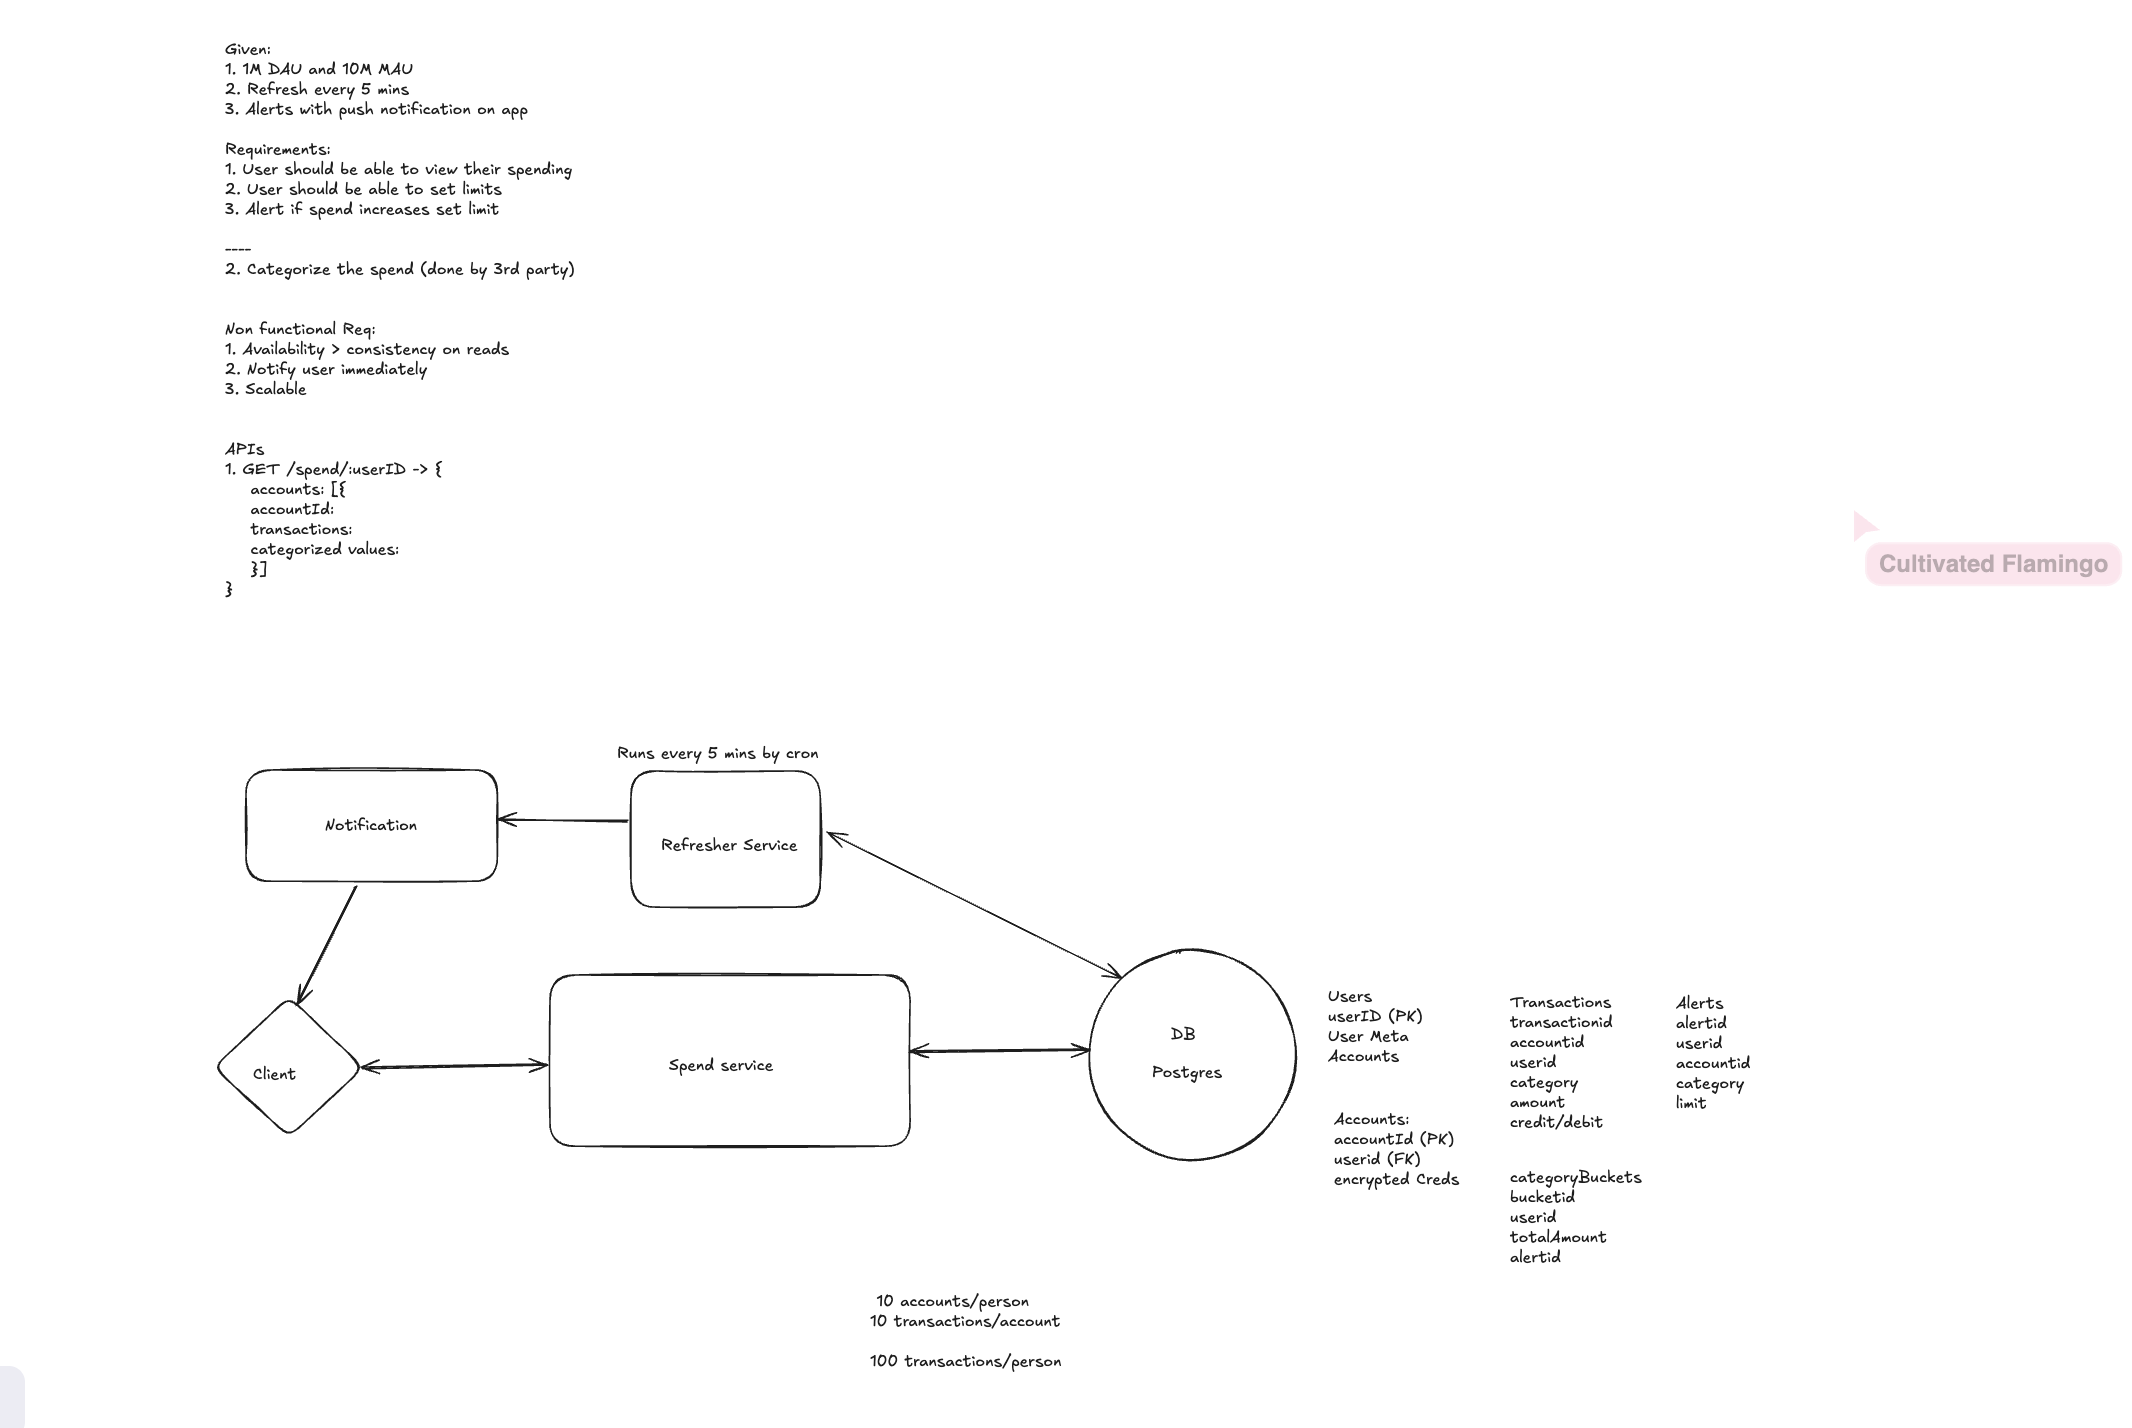 Given:
1. 1M DAU and 10M MAU
2. Refresh every 5 mins
3. Alerts with push notification on app
Requirements:
1. User should be able to view their spending
2. User should be able to set limits
3. Alert if spend increases set limit
----
2. Categorize the spend (done by 3rd party)
Non functional Req:
1. Availability > consistency on reads
2. Notify user immediately
3. Scalable
APIs
1. GET /spend/:userID -> {
accounts: [{
accountId:
transactions:
categorized values:
}]
}
Cultivated Flamingo
Runs every 5 mins by cron
Notification
Refresher Service
Client
Spend service
DB
Postgres
Users
userID (PK)
User Meta
Accounts
Accounts:
accountId (PK)
userid (FK)
encrypted Creds
Transactions
transactionid
accountid
userid
category
amount
credit/debit
categoryBuckets
bucketid
userid
totalAmount
alertid
Alerts
alertid
userid
accountid
category
limit
10 accounts/person
10 transactions/account
100 transactions/person